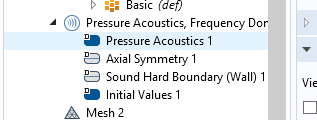 Basic (def)
Pressure Acoustics, Frequency Don
Pressure Acoustics 1
Axial Symmetry 1
Sound Hard Boundary (Wall) 1
Initial Values 1
Vie
Mesh 2